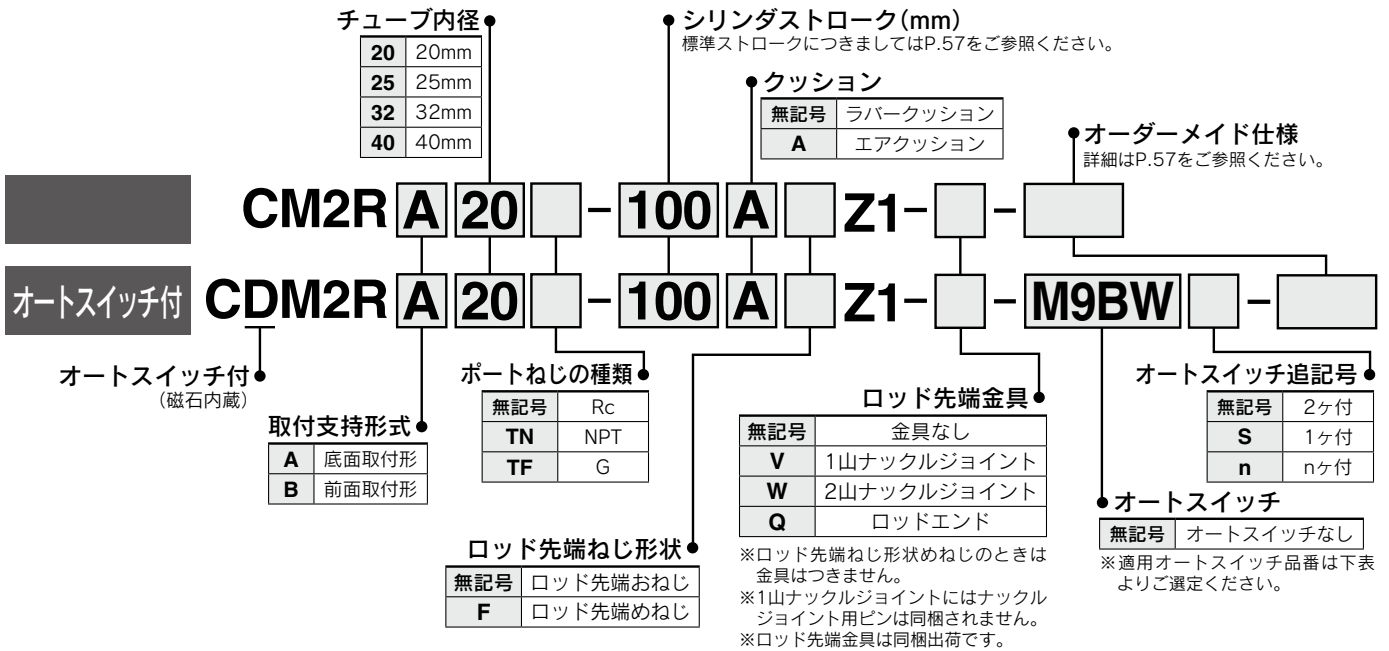 チューブ内径
20 20mm
25 25mm
32 32mm
40 40mm
シリンダストローク(mm)
標準ストロークにつきましてはP.57をご参照ください。
クッション
無記号 ラバークッション
A エアクッション
オーダーメイド仕様
詳細はP.57をご参照ください。
CM2R A 20 - 100 A Z1- -
オートスイッチ付 CDM2R A 20 - 100 A Z1- - M9BW -
オートスイッチ付
(磁石内蔵)
取付支持形式
A 底面取付形
B 前面取付形
ポートねじの種類
無記号 Rc
TN NPT
TF G
ロッド先端ねじ形状
無記号 ロッド先端おねじ
F ロッド先端めねじ
ロッド先端金具
無記号 金具なし
V 1山ナックルジョイント
W 2山ナックルジョイント
Q ロッドエンド
※ロッド先端ねじ形状めねじのときは
金具はつきません。
※1山ナックルジョイントにはナックル
ジョイント用ピンは同梱されません。
※ロッド先端金具は同梱出荷です。
オートスイッチ追記号
無記号 2ヶ付
S 1ヶ付
n nヶ付
オートスイッチ
無記号 オートスイッチなし
※適用オートスイッチ品番は下表
よりご選定ください。